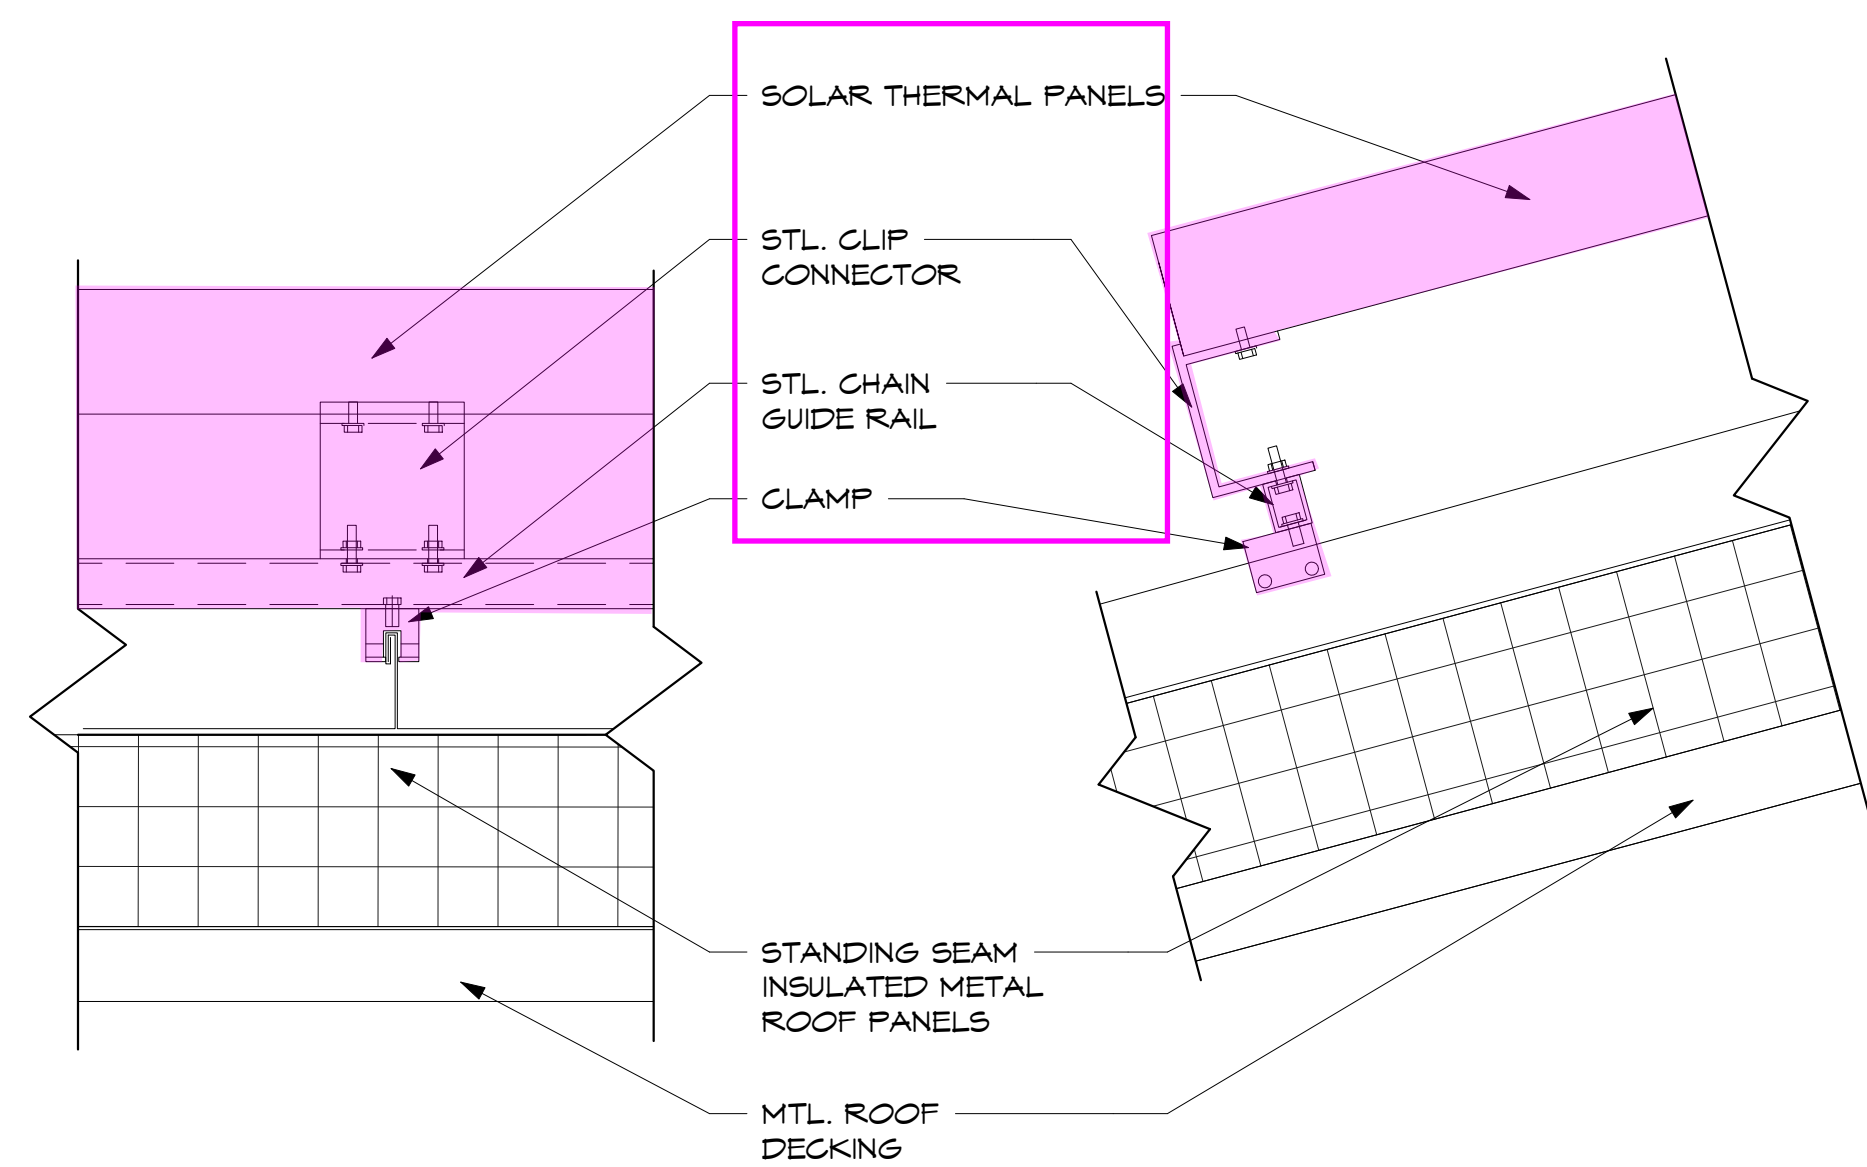 SOLAR THERMAL PANELS
STL. CLIP
CONNECTOR
STL. CHAIN
GUIDE RAIL
CLAMP
STANDING SEAM
INSULATED METAL
ROOF PANELS
MTL. ROOF
DECKING